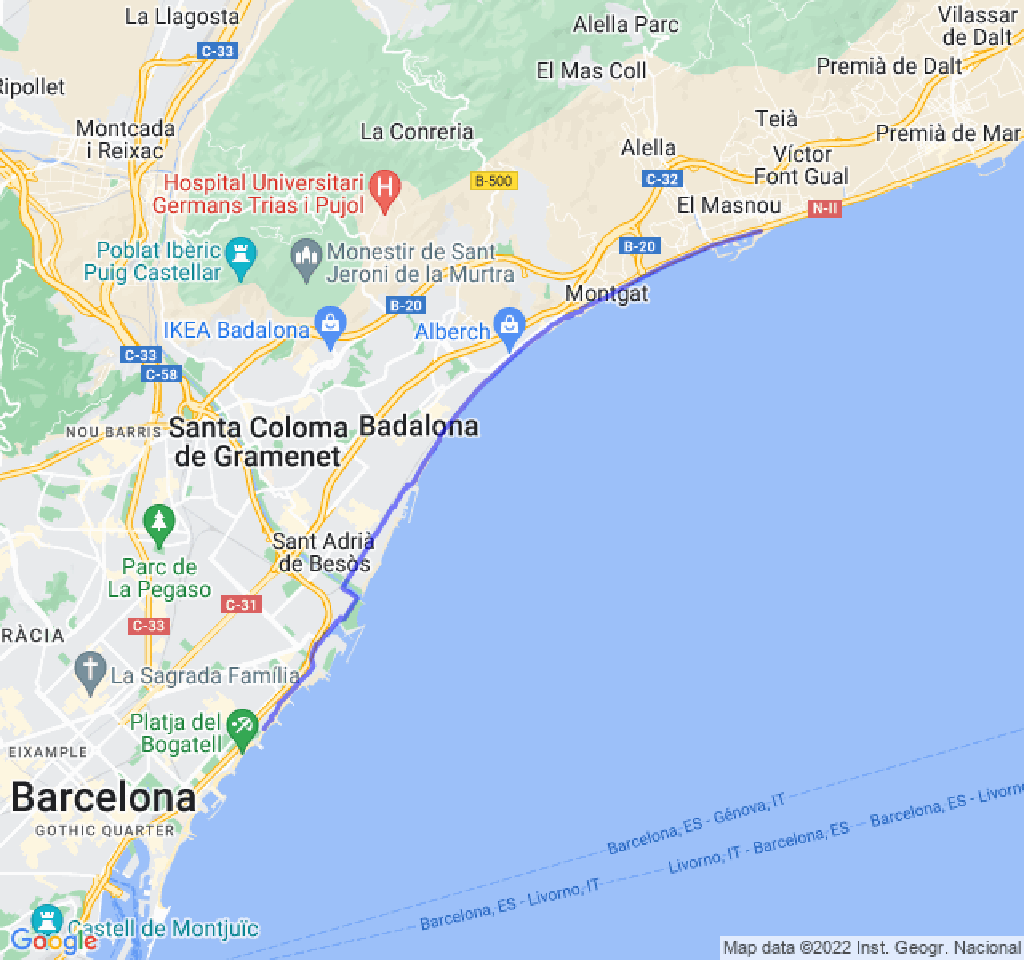 La Llagosta
Alella Parc
Vilassar
de Dalt
C-33
El Mas Coll
Premià de Dalt
Ripollet
Montcada
i Reixac
La Conreria
Teià
Premià de Mar
Alella
Víctor
Font Gual
Hospital Universitari
Germans Trias i Pujol
B-500
C-32
El Masnou
N-II
Poblat Ibèric
Puig Castellar
Monestir de Sant
Jeroni de la Murtra
B-20
Montgat
B-20
IKEA Badalona
Alberch
C-33
C-58
NOU BARRIS
Santa Coloma
de Gramenet
Badalona
Sant Adrià
de Besòs
Parc de
La Pegaso
C-31
C-33
RÀCIA
La Sagrada Família
Platja del
Bogatell
EIXAMPLE
Barcelona
GOTHIC QUARTER
Barcelona, ES - Génova, IT
Livorno, IT - Barcelona, ES
Barcelona, ES - Livorno
Barcelona, ES - Livorno, IT
Castell de Montjuïc
Google
Map data ©2022 Inst. Geogr. Nacional